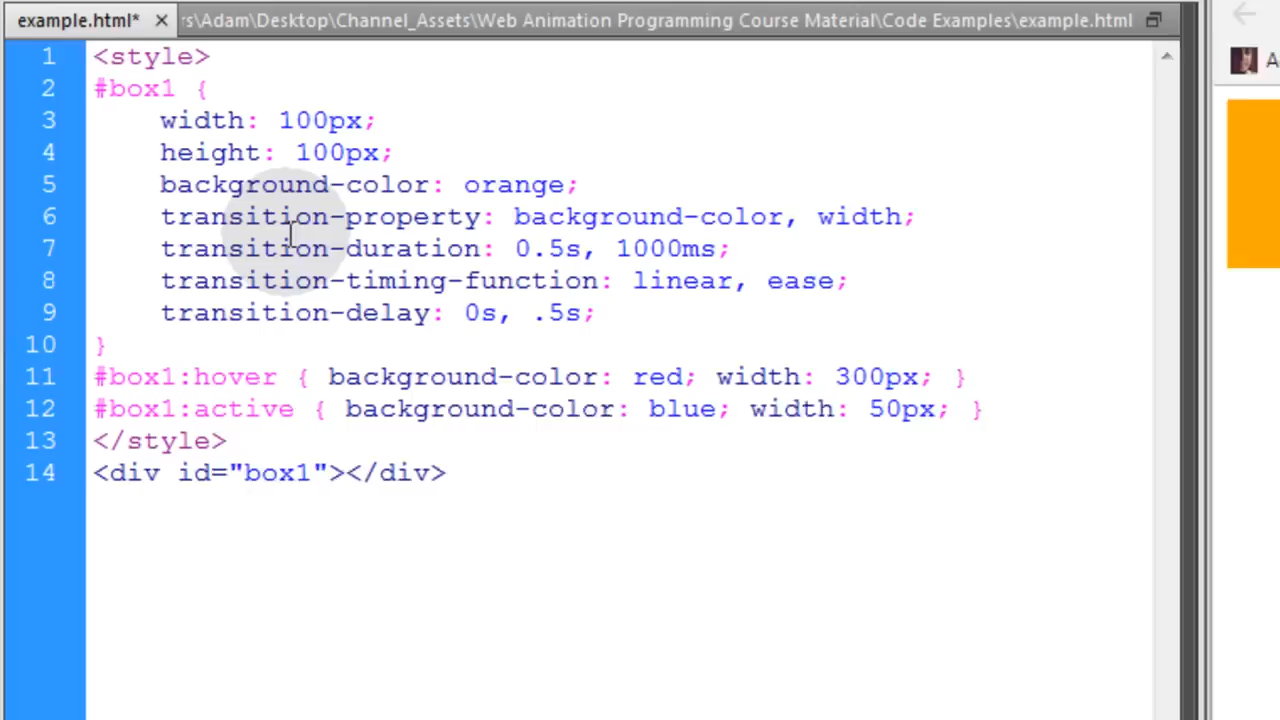 example.html* × rs\Adam\Desktop\Channel_Assets\Web Animation Programming Course Material\Code Examples\example.html
1 <style>
2 #box1 {
3 width: 100px;
4 height: 100px;
5 background-color: orange;
6 transition-property: background-color, width;
7 transition-duration: 0.5s, 1000ms;
8 transition-timing-function: linear, ease;
9 transition-delay: 0s, .5s;
10 }
11 #box1:hover { background-color: red; width: 300px; }
12 #box1:active { background-color: blue; width: 50px; }
13 </style>
14 <div id="box1"></div>